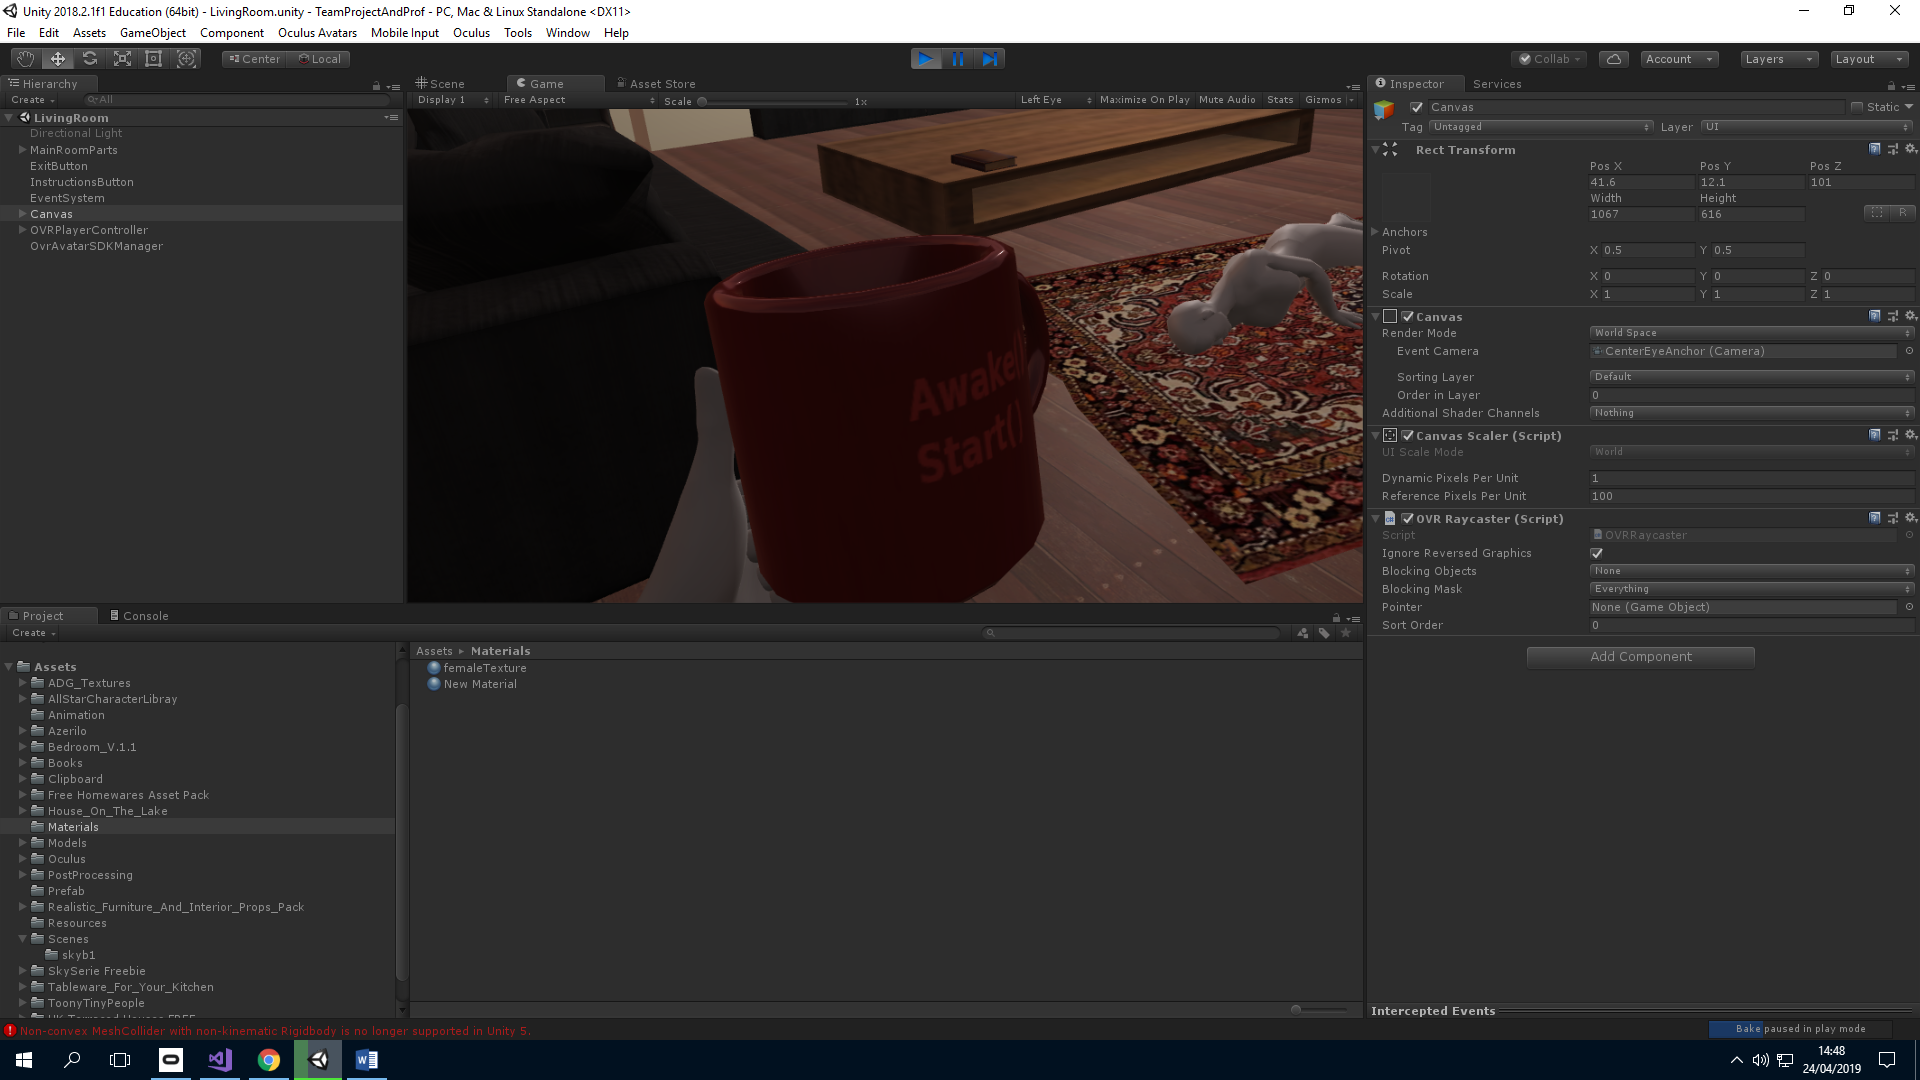 Unity 2018.2.1f1 Education (64bit) - LivingRoom.unity - TeamProjectAndProf - PC, Mac & Linux Standalone <DX11>
File Edit Assets GameObject Component Oculus Avatars Mobile Input Oculus Tools Window Help
Center Local Collab Account Layers Layout
Hierarchy
Create All
LivingRoom
Directional Light
MainRoomParts
ExitButton
InstructionsButton
EventSystem
Canvas
OVRPlayerController
OvrAvatarSDKManager
Scene Game Asset Store
Display 1 Free Aspect Scale 1x Left Eye Maximize On Play Mute Audio Stats Gizmos
Awake()
Start()
Inspector Services
Canvas Static
Tag Untagged Layer UI
Rect Transform
Pos X Pos Y Pos Z
41.6 12.1 101
Width Height
1067 616 R
Anchors
Pivot X 0.5 Y 0.5
Rotation X 0 Y 0 Z 0
Scale X 1 Y 1 Z 1
Canvas
Render Mode World Space
Event Camera CenterEyeAnchor (Camera)
Sorting Layer Default
Order in Layer 0
Additional Shader Channels Nothing
Canvas Scaler (Script)
UI Scale Mode World
Dynamic Pixels Per Unit 1
Reference Pixels Per Unit 100
OVR Raycaster (Script)
Script OVRRaycaster
Ignore Reversed Graphics
Blocking Objects None
Blocking Mask Everything
Pointer None (Game Object)
Sort Order 0
Add Component
Intercepted Events
Project Console
Create
Assets
ADG_Textures
AllStarCharacterLibray
Animation
Azerilo
Bedroom_V.1.1
Books
Clipboard
Free Homewares Asset Pack
House_On_The_Lake
Materials
Models
Oculus
PostProcessing
Prefab
Realistic_Furniture_And_Interior_Props_Pack
Resources
Scenes
skyb1
SkySerie Freebie
Tableware_For_Your_Kitchen
ToonyTinyPeople
Assets ▸ Materials
femaleTexture
New Material
Non-convex MeshCollider with non-kinematic Rigidbody is no longer supported in Unity 5.
Bake paused in play mode
14:48
24/04/2019